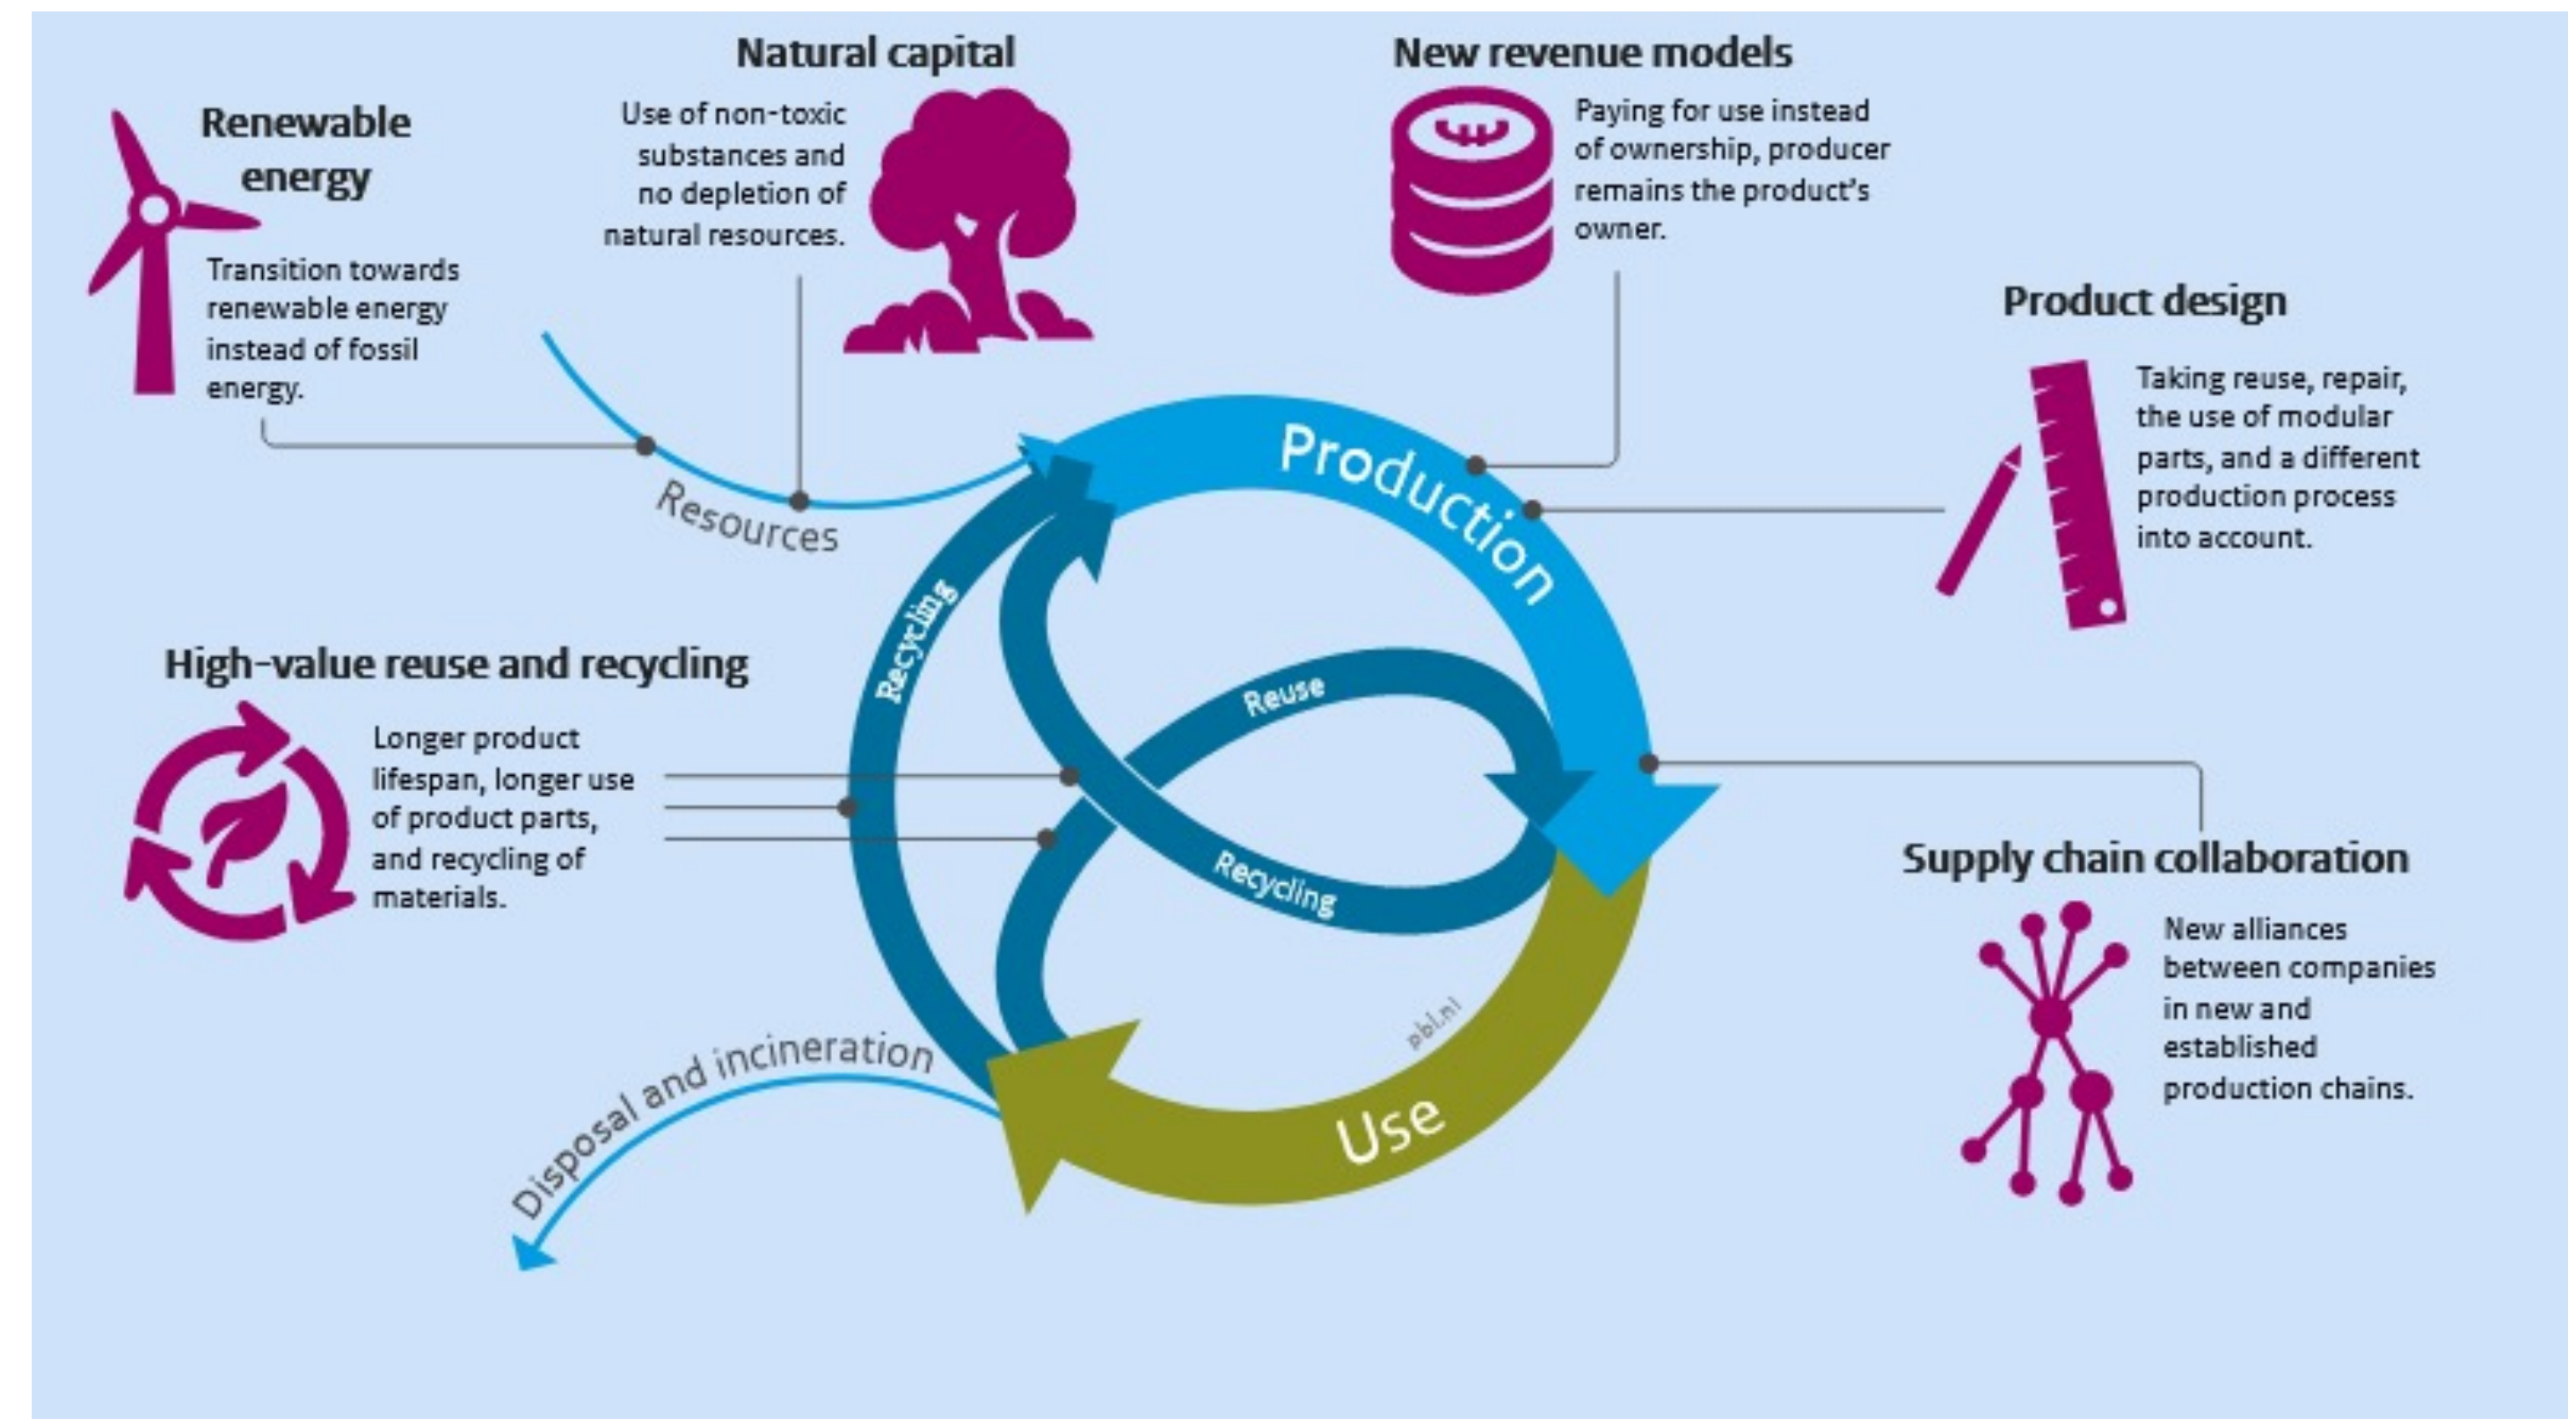 Renewable
energy
Transition towards
renewable energy
instead of fossil
energy.
Natural capital
Use of non-toxic
substances and
no depletion of
natural resources.
New revenue models
€
Paying for use instead
of ownership, producer
remains the product's
owner.
Product design
Taking reuse, repair,
the use of modular
parts, and a different
production process
into account.
Resources
Production
Recycling
Reuse
Recycling
High-value reuse and recycling
Longer product
lifespan, longer use
of product parts,
and recycling of
materials.
Supply chain collaboration
New alliances
between companies
in new and
established
production chains.
pbl.nl
Use
Disposal and incineration